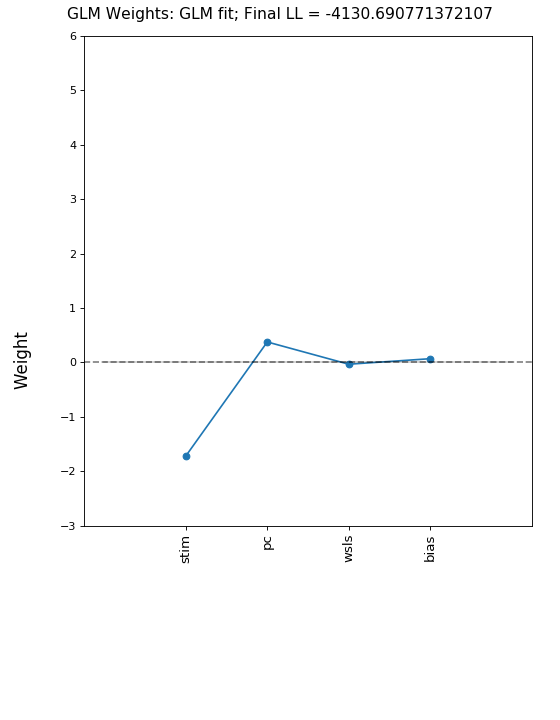 GLM Weights: GLM fit; Final LL = -4130.690771372107
6
5
4
3
2
1
0
−1
−2
−3
Weight
stim
pc
wsls
bias